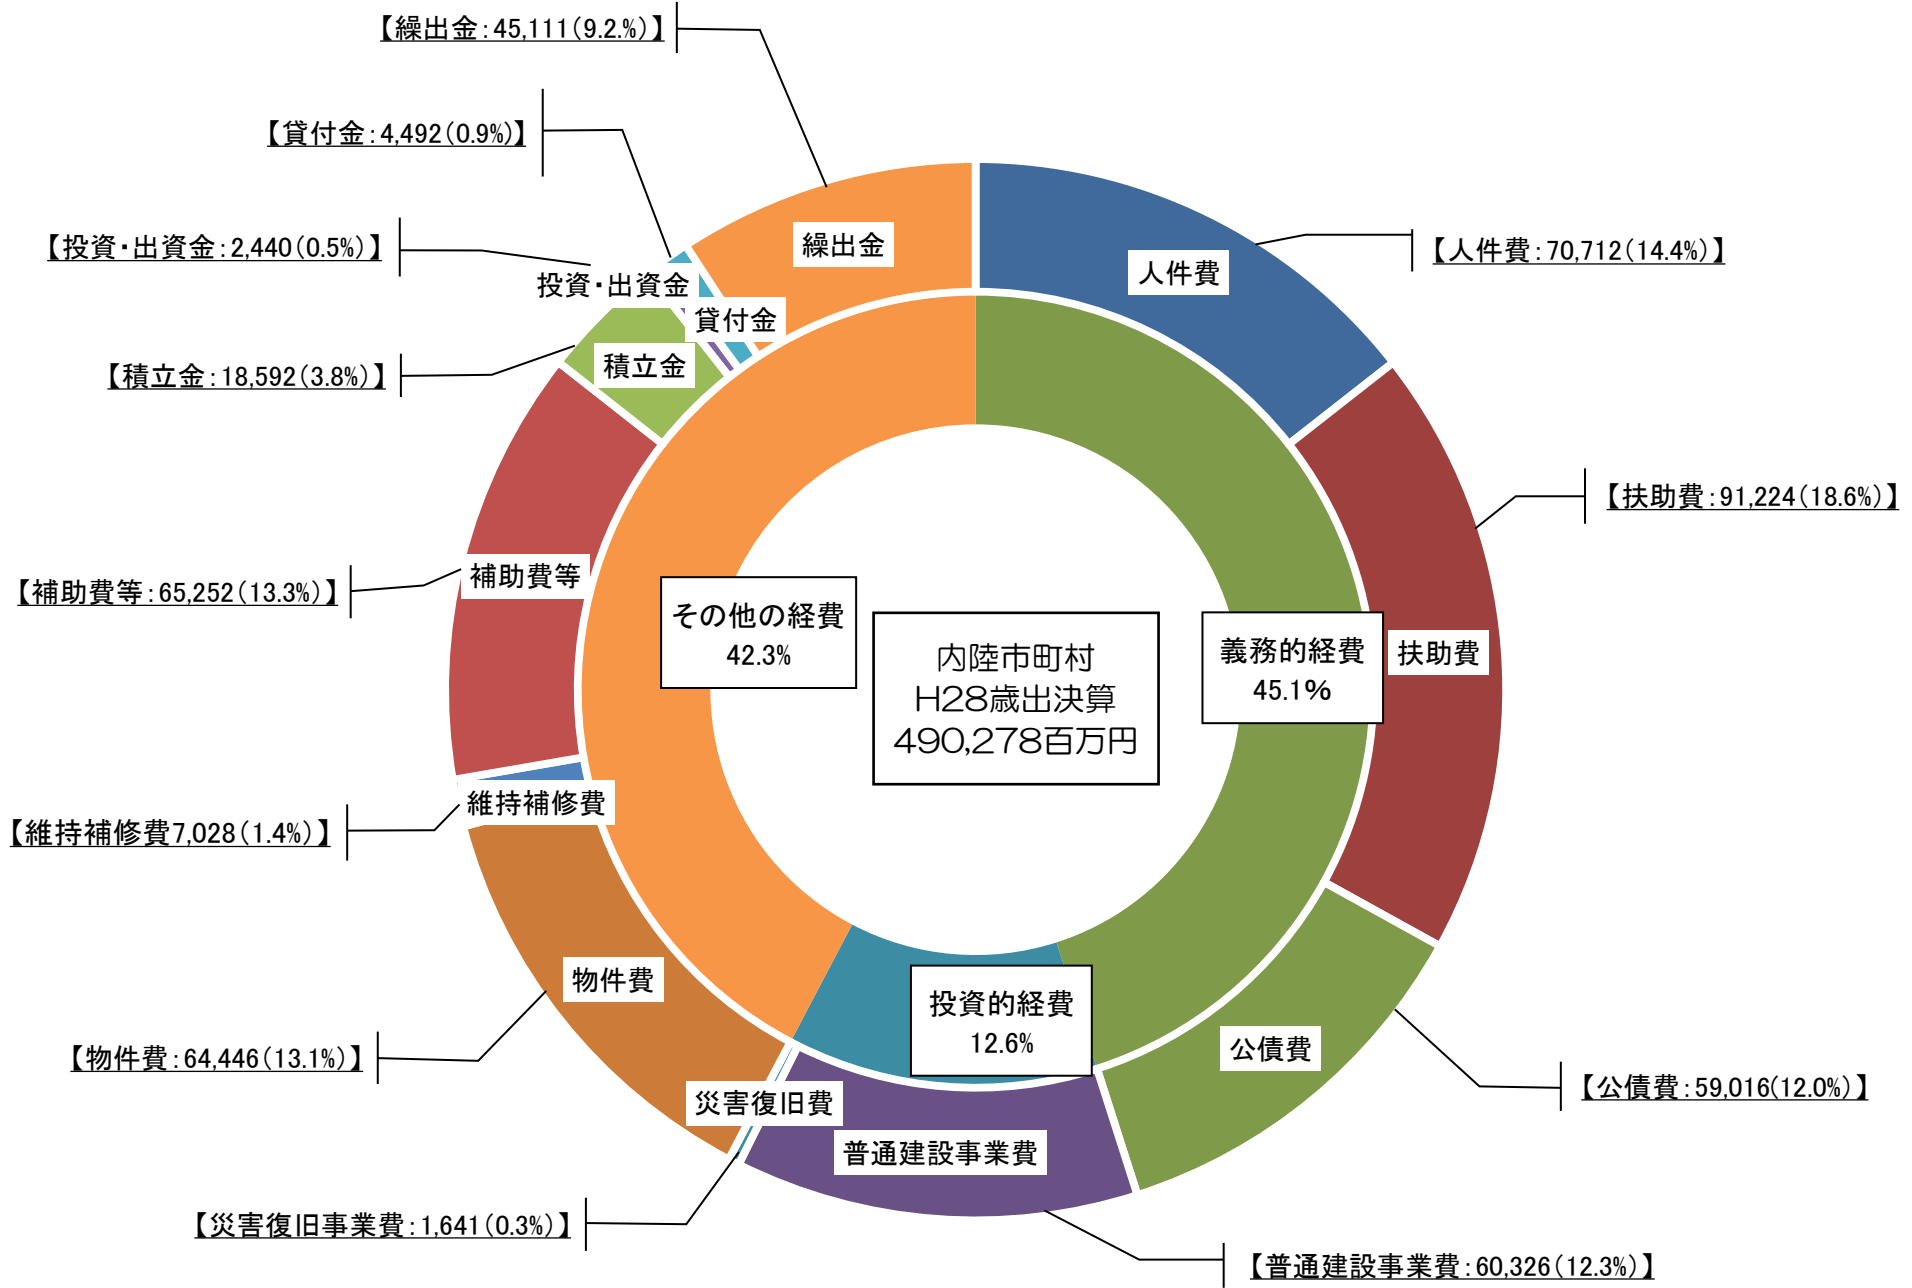 【繰出金:45,111(9.2.%)】
【貸付金:4,492(0.9%)】
【投資・出資金:2,440(0.5%)】
【積立金:18,592(3.8%)】
【補助費等:65,252(13.3%)】
【維持補修費7,028(1.4%)】
【物件費:64,446(13.1%)】
【災害復旧事業費:1,641(0.3%)】
【人件費:70,712(14.4%)】
【扶助費:91,224(18.6%)】
【公債費:59,016(12.0%)】
【普通建設事業費:60,326(12.3%)】
繰出金
人件費
投資・出資金
貸付金
積立金
補助費等
扶助費
維持補修費
物件費
公債費
災害復旧費
普通建設事業費
その他の経費
42.3%
内陸市町村
H28歳出決算
490,278百万円
義務的経費
45.1%
投資的経費
12.6%